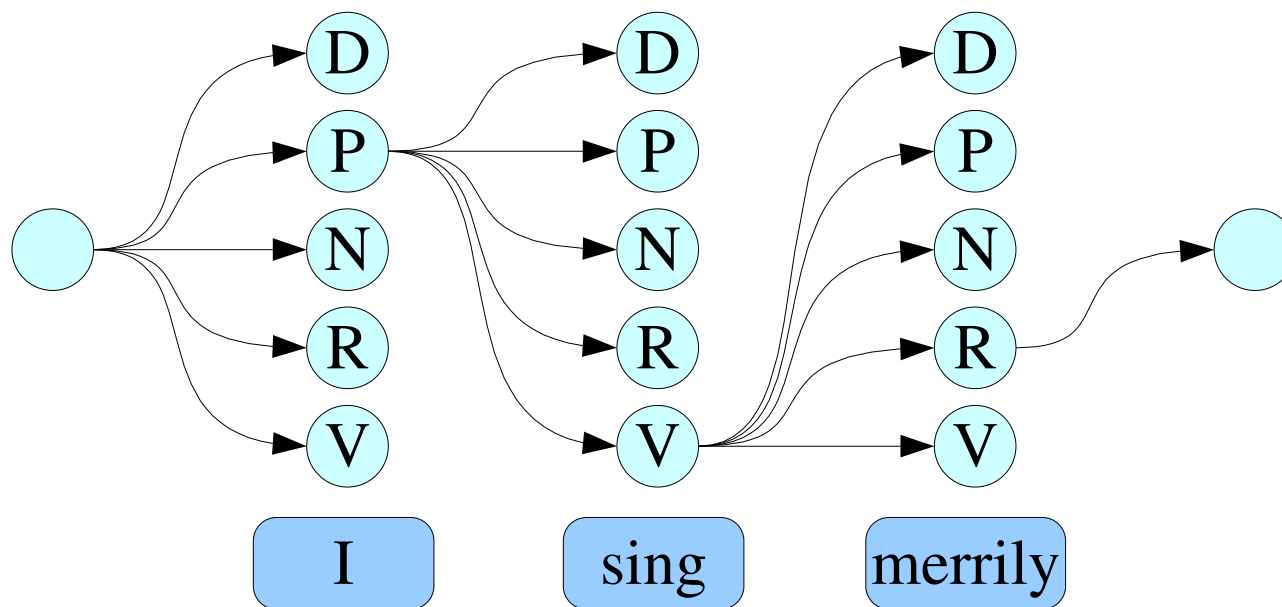 D D D
P P P
N N N
R R R
V V V
I sing merrily